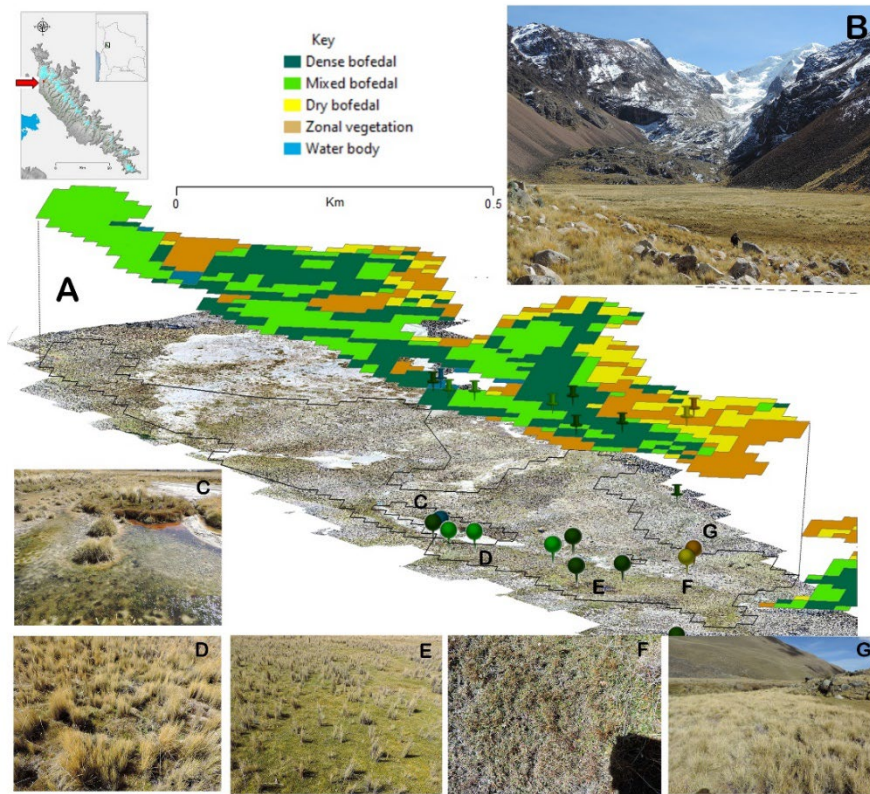 B
Key
Dense bofedal
Mixed bofedal
Dry bofedal
Zonal vegetation
Water body
0
0.5
Km
A
C
C
G
D
E
F
D
E
F
G